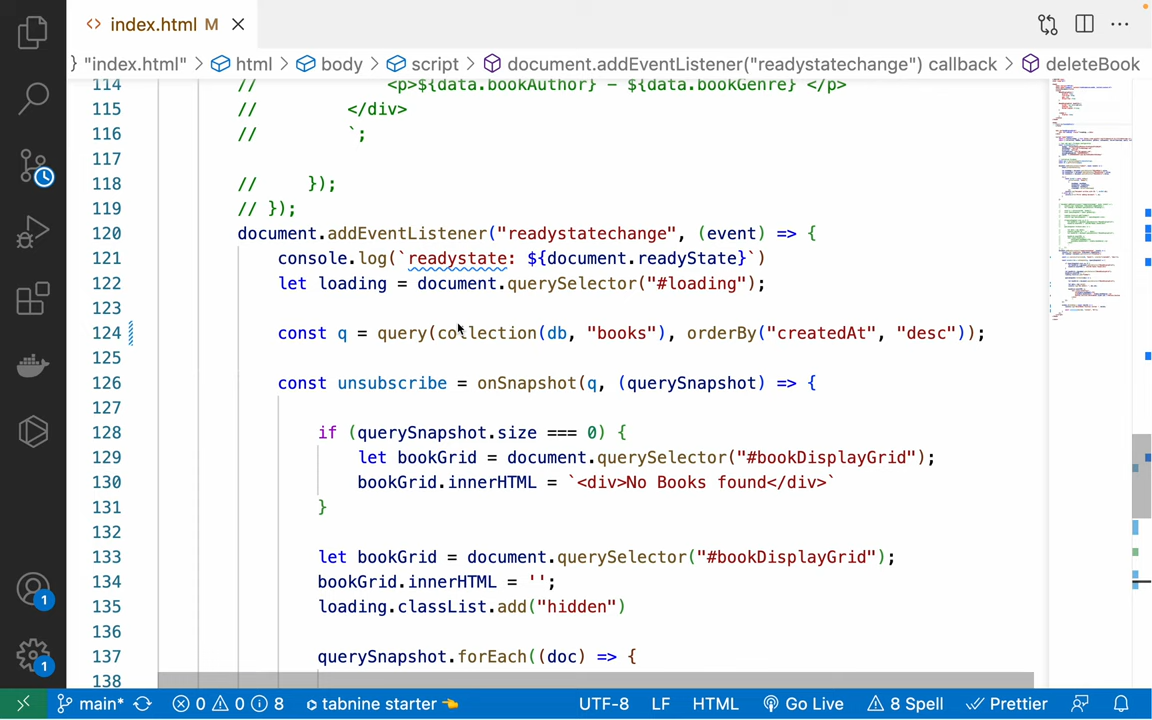 index.html M
} "index.html" > html > body > script > document.addEventListener("readystatechange") callback > deleteBook
114 // <p>${data.bookAuthor} - ${data.bookGenre} </p>
115 // </div>
116 // `;
117
118 // });
119 // });
120 document.addEventListener("readystatechange", (event) => {
121 console.log(`readystate: ${document.readyState}`)
122 let loading = document.querySelector("#loading");
123
124 const q = query(collection(db, "books"), orderBy("createdAt", "desc"));
125
126 const unsubscribe = onSnapshot(q, (querySnapshot) => {
127
128 if (querySnapshot.size === 0) {
129 let bookGrid = document.querySelector("#bookDisplayGrid");
130 bookGrid.innerHTML = `<div>No Books found</div>`
131 }
132
133 let bookGrid = document.querySelector("#bookDisplayGrid");
134 bookGrid.innerHTML = '';
135 loading.classList.add("hidden")
136
137 querySnapshot.forEach((doc) => {
138
1
1
main* 0 0 8 tabnine starter UTF-8 LF HTML Go Live 8 Spell Prettier